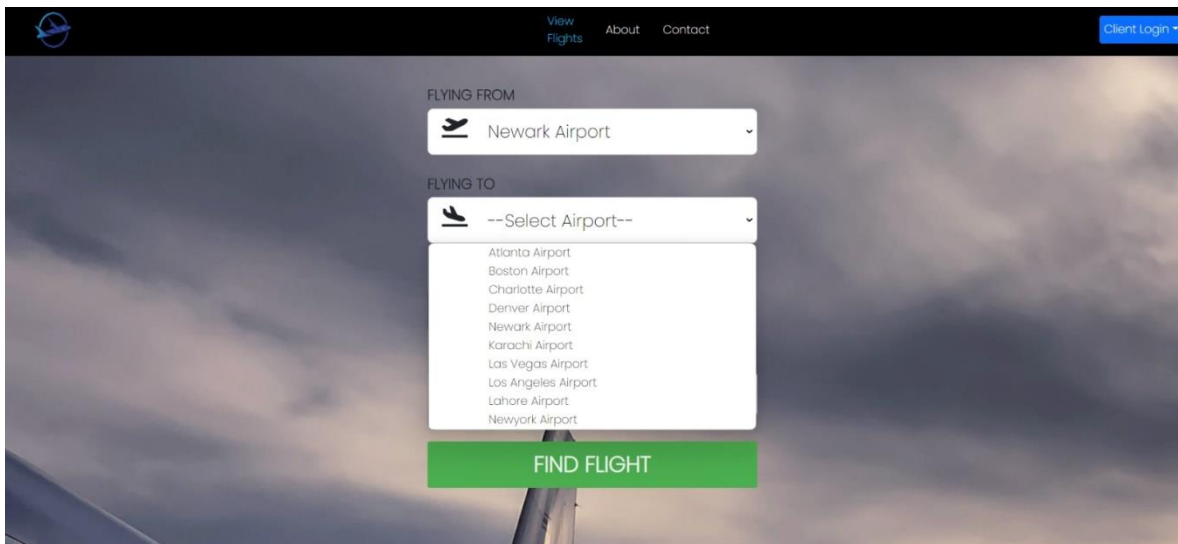 View
Flights
About
Contact
Client Login
FLYING FROM
Newark Airport
FLYING TO
--Select Airport--
Atlanta Airport
Boston Airport
Charlotte Airport
Denver Airport
Newark Airport
Karachi Airport
Las Vegas Airport
Los Angeles Airport
Lahore Airport
Newyork Airport
FIND FLIGHT